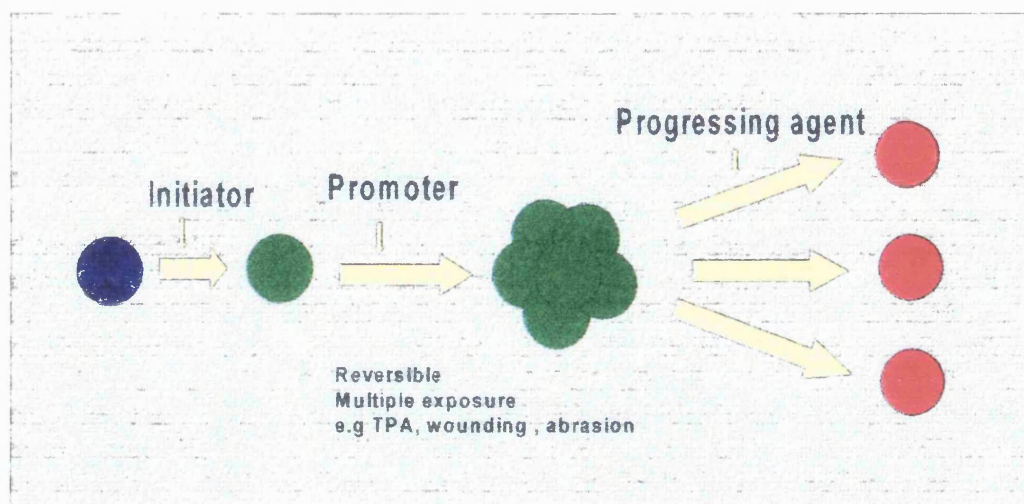 Progressing agent
Initiator
Promoter
Reversible
Multiple exposure
e.g TPA, wounding , abrasion